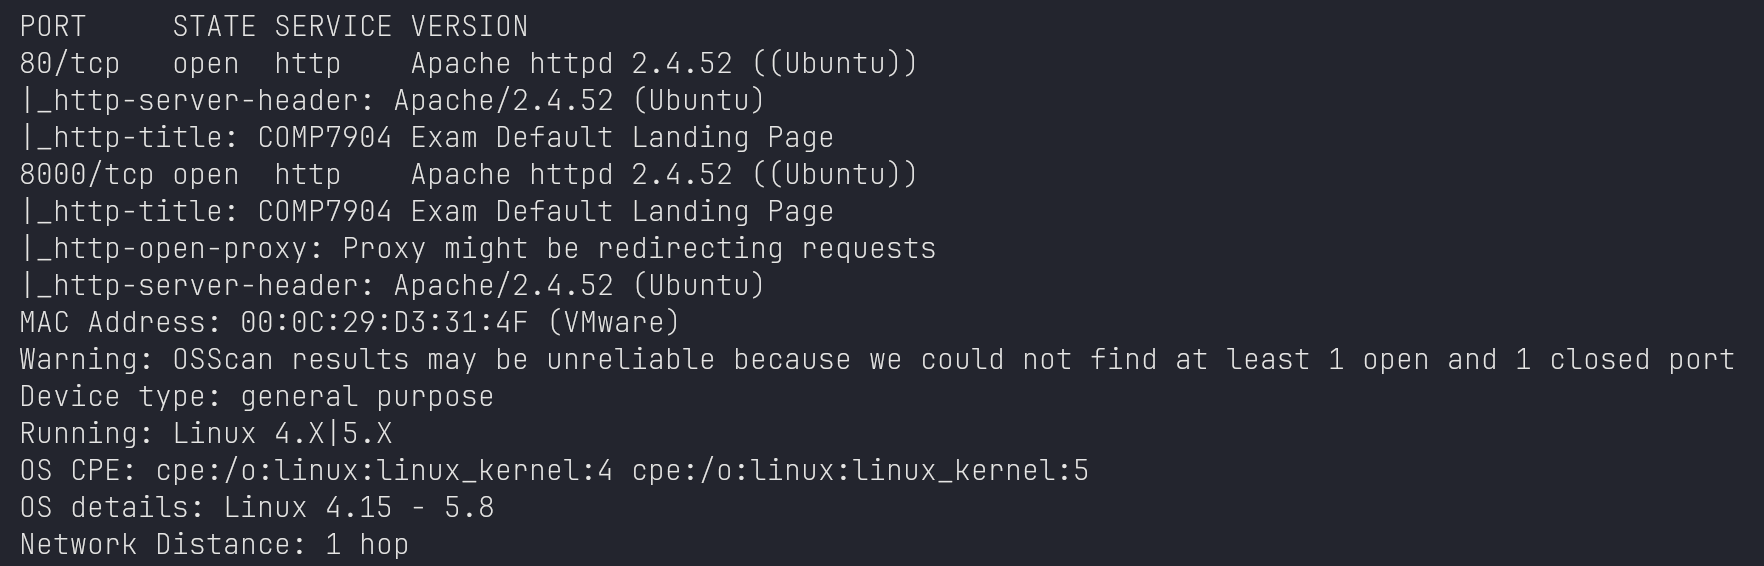 PORT     STATE SERVICE VERSION
80/tcp   open  http    Apache httpd 2.4.52 ((Ubuntu))
|_http-server-header: Apache/2.4.52 (Ubuntu)
|_http-title: COMP7904 Exam Default Landing Page
8000/tcp open  http    Apache httpd 2.4.52 ((Ubuntu))
|_http-title: COMP7904 Exam Default Landing Page
|_http-open-proxy: Proxy might be redirecting requests
|_http-server-header: Apache/2.4.52 (Ubuntu)
MAC Address: 00:0C:29:D3:31:4F (VMware)
Warning: OSScan results may be unreliable because we could not find at least 1 open and 1 closed port
Device type: general purpose
Running: Linux 4.X|5.X
OS CPE: cpe:/o:linux:linux_kernel:4 cpe:/o:linux:linux_kernel:5
OS details: Linux 4.15 - 5.8
Network Distance: 1 hop